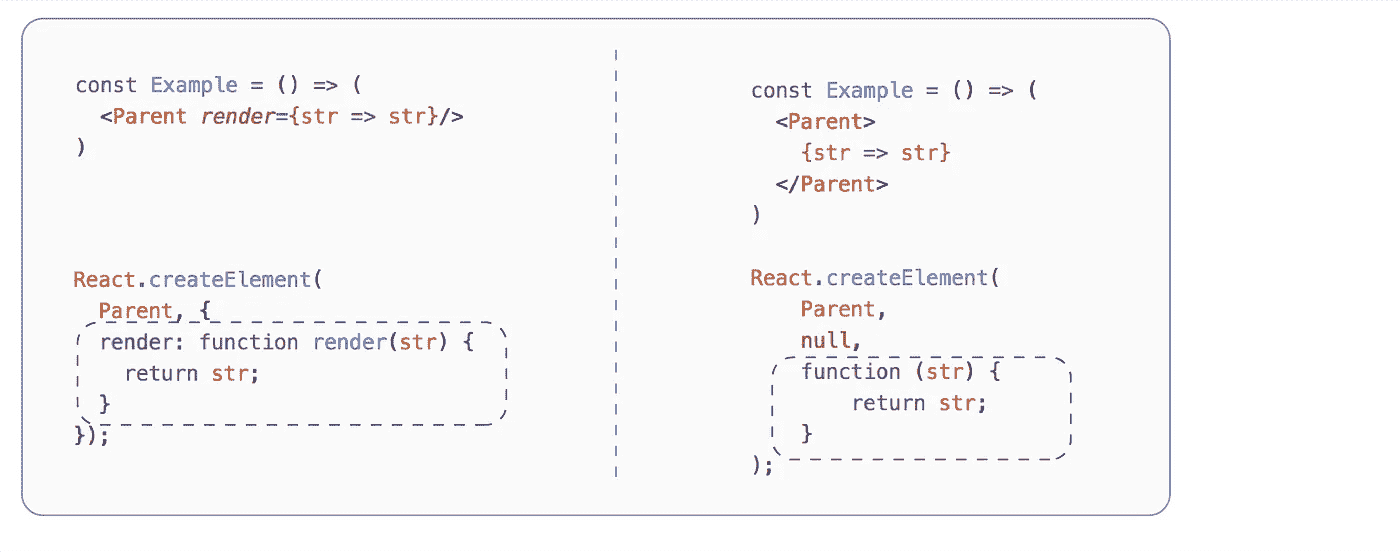 const Example = () => (
  <Parent render={str => str}/>
)
React.createElement(
  Parent, {
  render: function render(str) {
    return str;
  }
});
const Example = () => (
  <Parent>
    {str => str}
  </Parent>
)
React.createElement(
    Parent,
    null,
    function (str) {
        return str;
    }
);